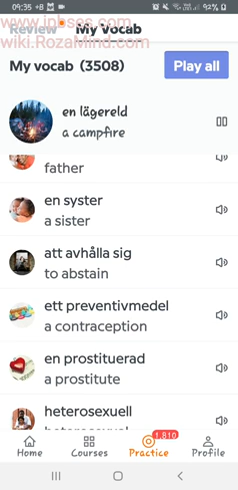 09:35
92%
www.inbses.com
Review
My Vocab
wiki.RozaMind.com
My vocab (3508)
Play all
en lägereld
a campfire
father
en syster
a sister
att avhålla sig
to abstain
ett preventivmedel
a contraception
en prostituerad
a prostitute
heterosexuell
1,810
Home
Courses
Practice
Profile